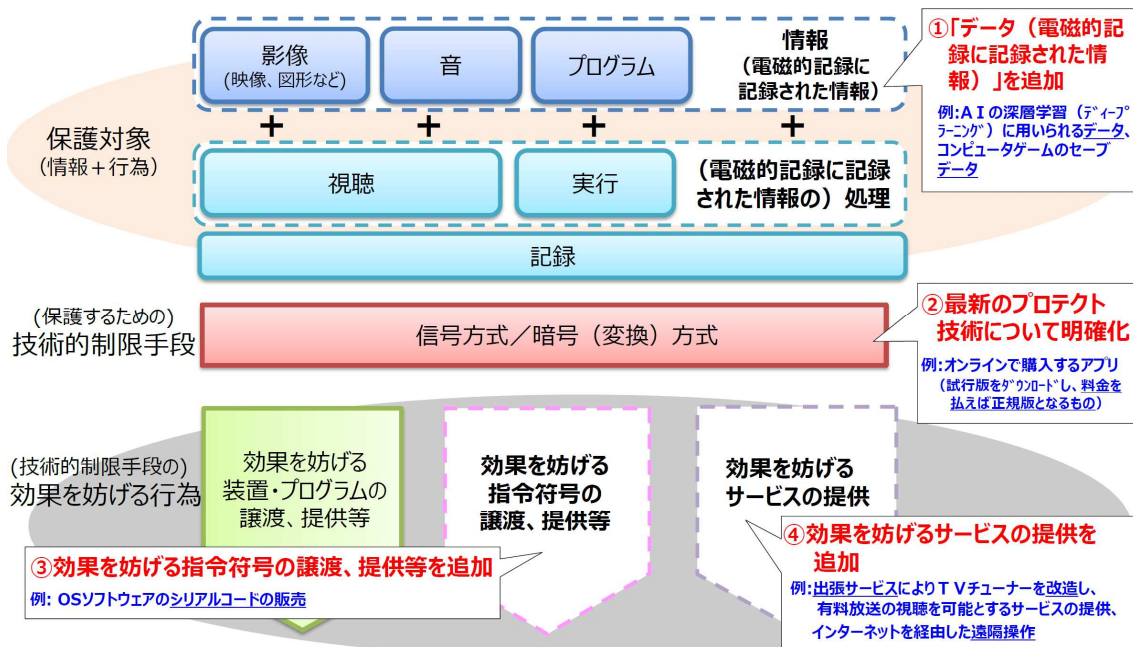 影像
(映像、図形など)
音
プログラム
情報
(電磁的記録に
記録された情報)
①「データ(電磁的記
録に記録された情
報)」を追加
例:AIの深層学習(ディープ
ラーニング)に用いられるデータ、
コンピュータゲームのセーブ
データ
保護対象
(情報+行為)
+
+
+
+
視聴
実行
(電磁的記録に記録
された情報の)処理
記録
(保護するための)
技術的制限手段
信号方式/暗号(変換)方式
②最新のプロテクト
技術について明確化
例:オンラインで購入するアプリ
(試行版をダウンロードし、料金を
払えば正規版となるもの)
(技術的制限手段の)
効果を妨げる行為
効果を妨げる
装置・プログラムの
譲渡、提供等
効果を妨げる
指令符号の
譲渡、提供等
効果を妨げる
サービスの提供
③効果を妨げる指令符号の譲渡、提供等を追加
例: OSソフトウェアのシリアルコードの販売
④効果を妨げるサービスの提供を
追加
例:出張サービスによりTVチューナーを改造し、
有料放送の視聴を可能とするサービスの提供、
インターネットを経由した遠隔操作